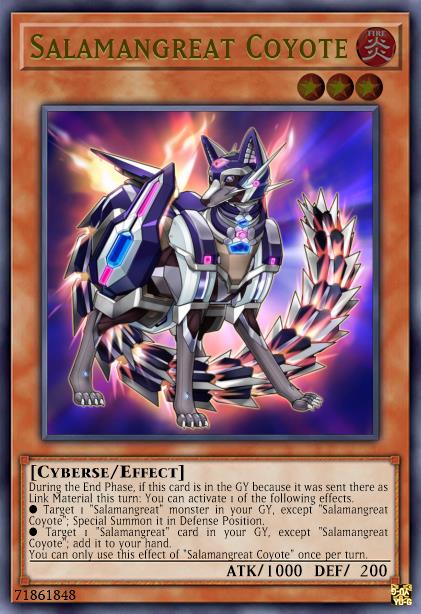 SALAMANGREAT COYOTE
FIRE
炎
[CYBERSE/EFFECT]
During the End Phase, if this card is in the GY because it was sent there as
Link Material this turn: You can activate 1 of the following effects.
● Target 1 "Salamangreat" monster in your GY, except "Salamangreat
Coyote"; Special Summon it in Defense Position.
● Target 1 "Salamangreat" card in your GY, except "Salamangreat
Coyote"; add it to your hand.
You can only use this effect of "Salamangreat Coyote" once per turn.
ATK/1000 DEF/ 200
71861848